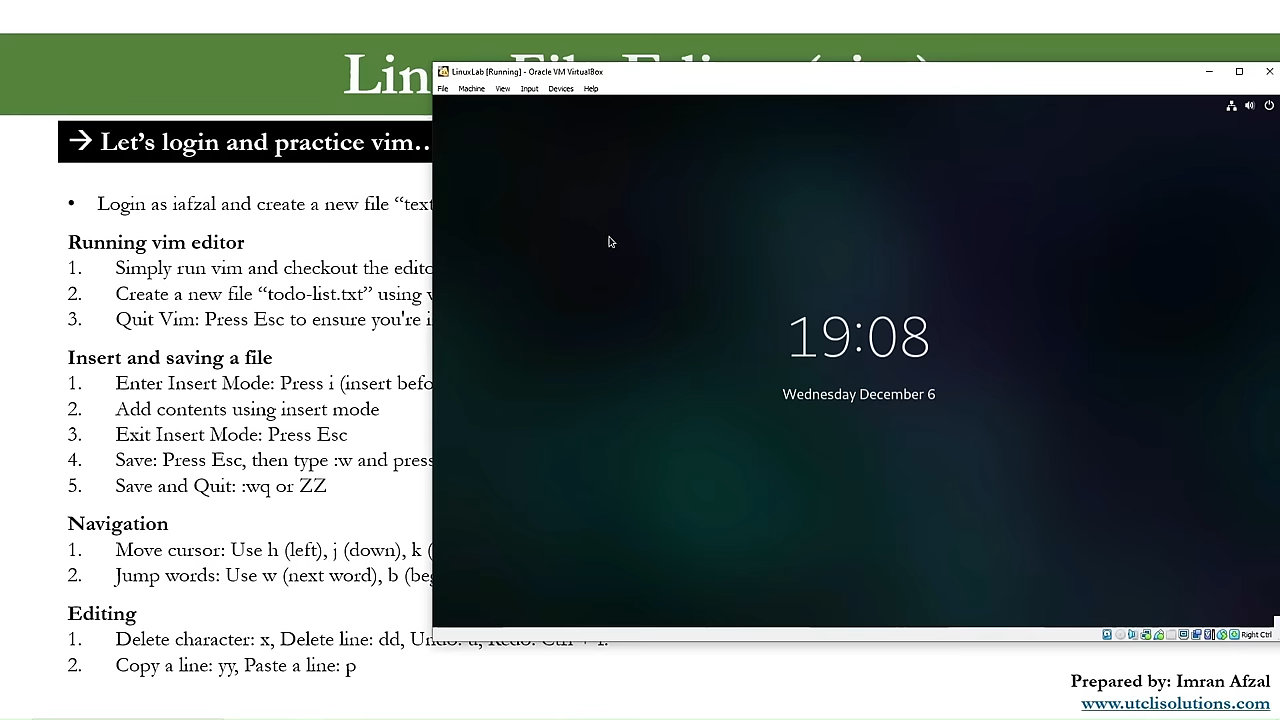 Lin
→ Let's login and practice vim..
• Login as iafzal and create a new file “text
Running vim editor
1. Simply run vim and checkout the edito
2. Create a new file “todo-list.txt” using v
3. Quit Vim: Press Esc to ensure you're i
Insert and saving a file
1. Enter Insert Mode: Press i (insert befo
2. Add contents using insert mode
3. Exit Insert Mode: Press Esc
4. Save: Press Esc, then type :w and press
5. Save and Quit: :wq or ZZ
Navigation
1. Move cursor: Use h (left), j (down), k (
2. Jump words: Use w (next word), b (beg
Editing
1. Delete character: x, Delete line: dd, Undo: u, Redo: Ctrl + r.
2. Copy a line: yy, Paste a line: p
LinuxLab [Running] - Oracle VM VirtualBox
File Machine View Input Devices Help
19:08
Wednesday December 6
Right Ctrl
Prepared by: Imran Afzal
www.utclisolutions.com